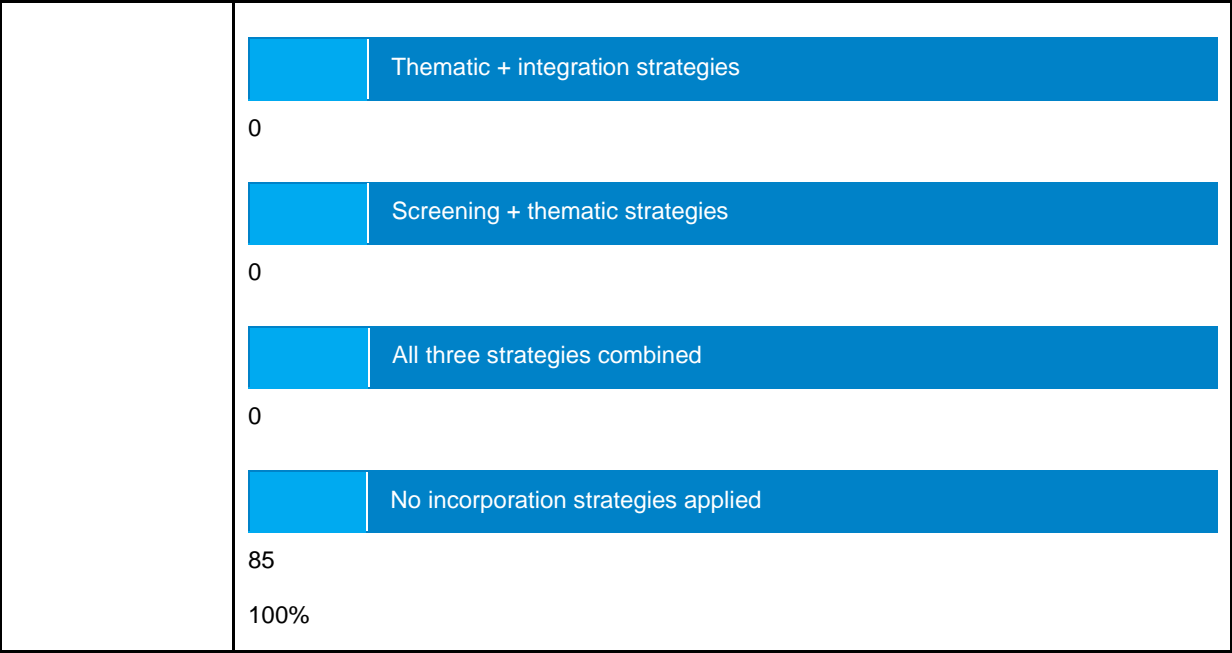 Thematic + integration strategies
0
Screening + thematic strategies
0
All three strategies combined
0
No incorporation strategies applied
85
100%